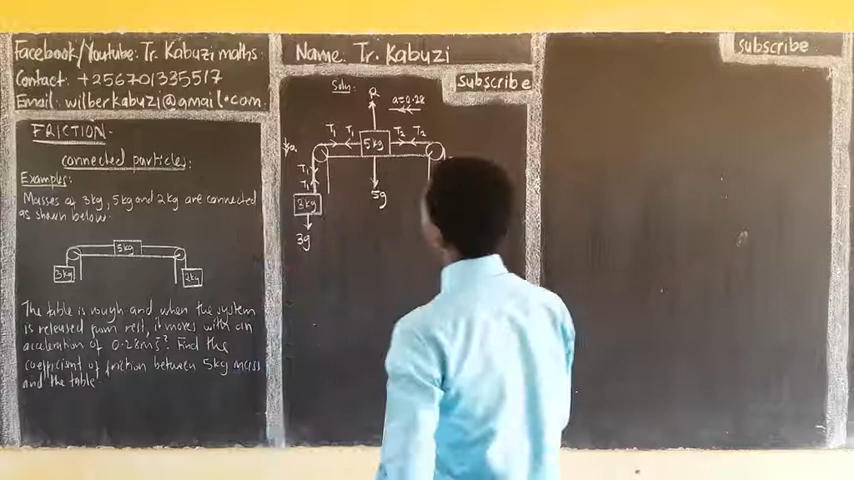 Facebook/Youtube: Tr. Kabuzi maths.
Contact: +256701335517
Email: wilberkabuzi@gmail.com
FRICTION.
connected particles:
Examples:
Masses of 3kg, 5kg and 2kg are connected
as shown below:
5kg
3kg
2kg
The table is rough and when the system
is released from rest, it moves with an
acceleration of 0.28ms⁻². Find the
coefficient of friction between 5kg mass
and the table
Name: Tr. Kabuzi
Subscribe
Soln:
R
a=0.28
T₁ T₁ 5kg T₂ T₂
T₁
T₁
3kg
5g
3g
Subscribe